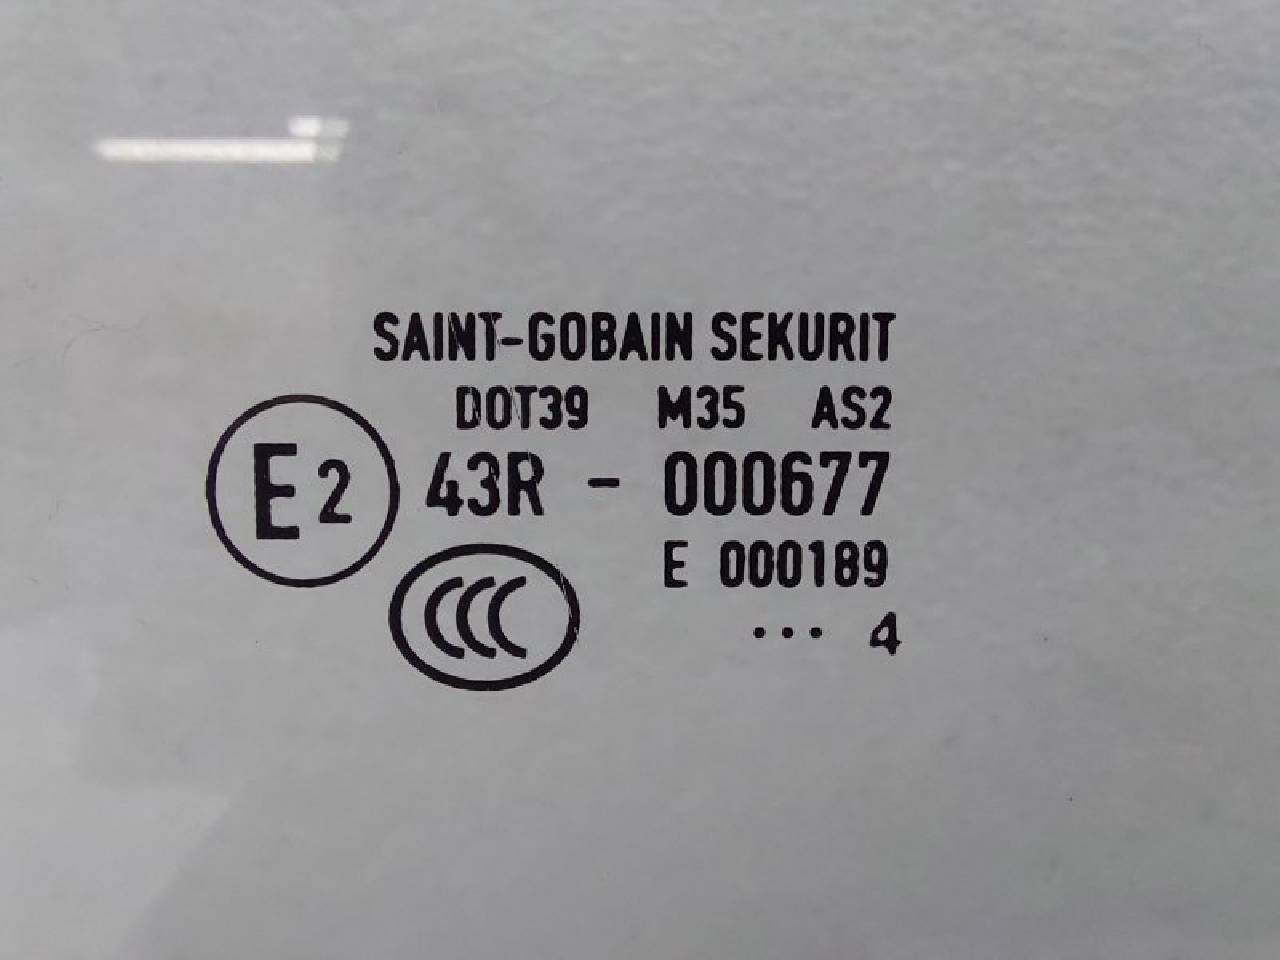 SAINT-GOBAIN SEKURIT
DOT39 M35 AS2
E2 43R - 000677
E 000189
CCC
... 4